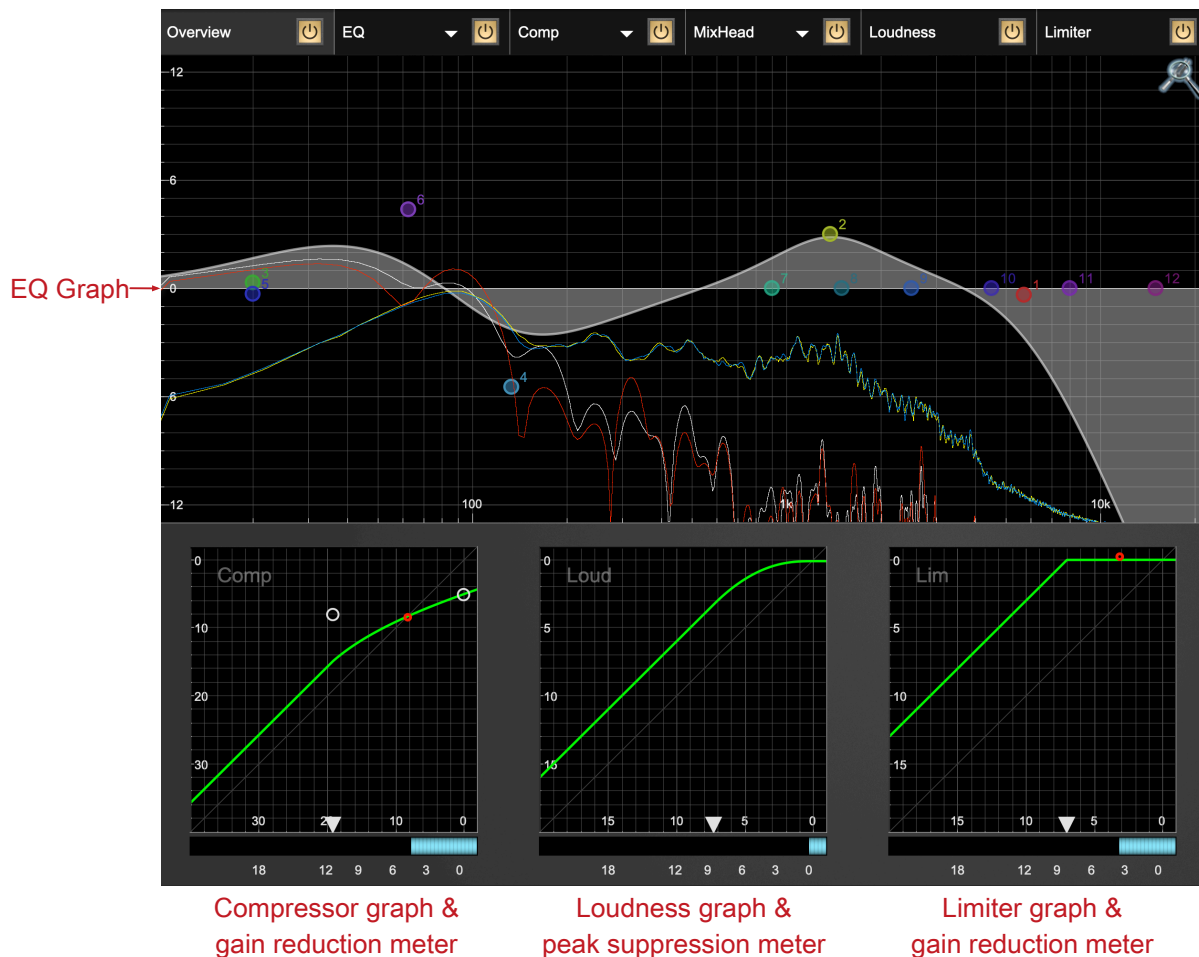 Overview EQ Comp MixHead Loudness Limiter
12
6
6
2
3
EQ Graph
0
5
7
10
1
11
12
4
6
12
100
1k
10k
Comp
0
10
20
30
30 20 10 0
18 12 9 6 3 0
Loud
0
5
10
15
15 10 5 0
18 12 9 6 3 0
Lim
0
5
10
15
15 10 5 0
18 12 9 6 3 0
Compressor graph &
gain reduction meter
Loudness graph &
peak suppression meter
Limiter graph &
gain reduction meter